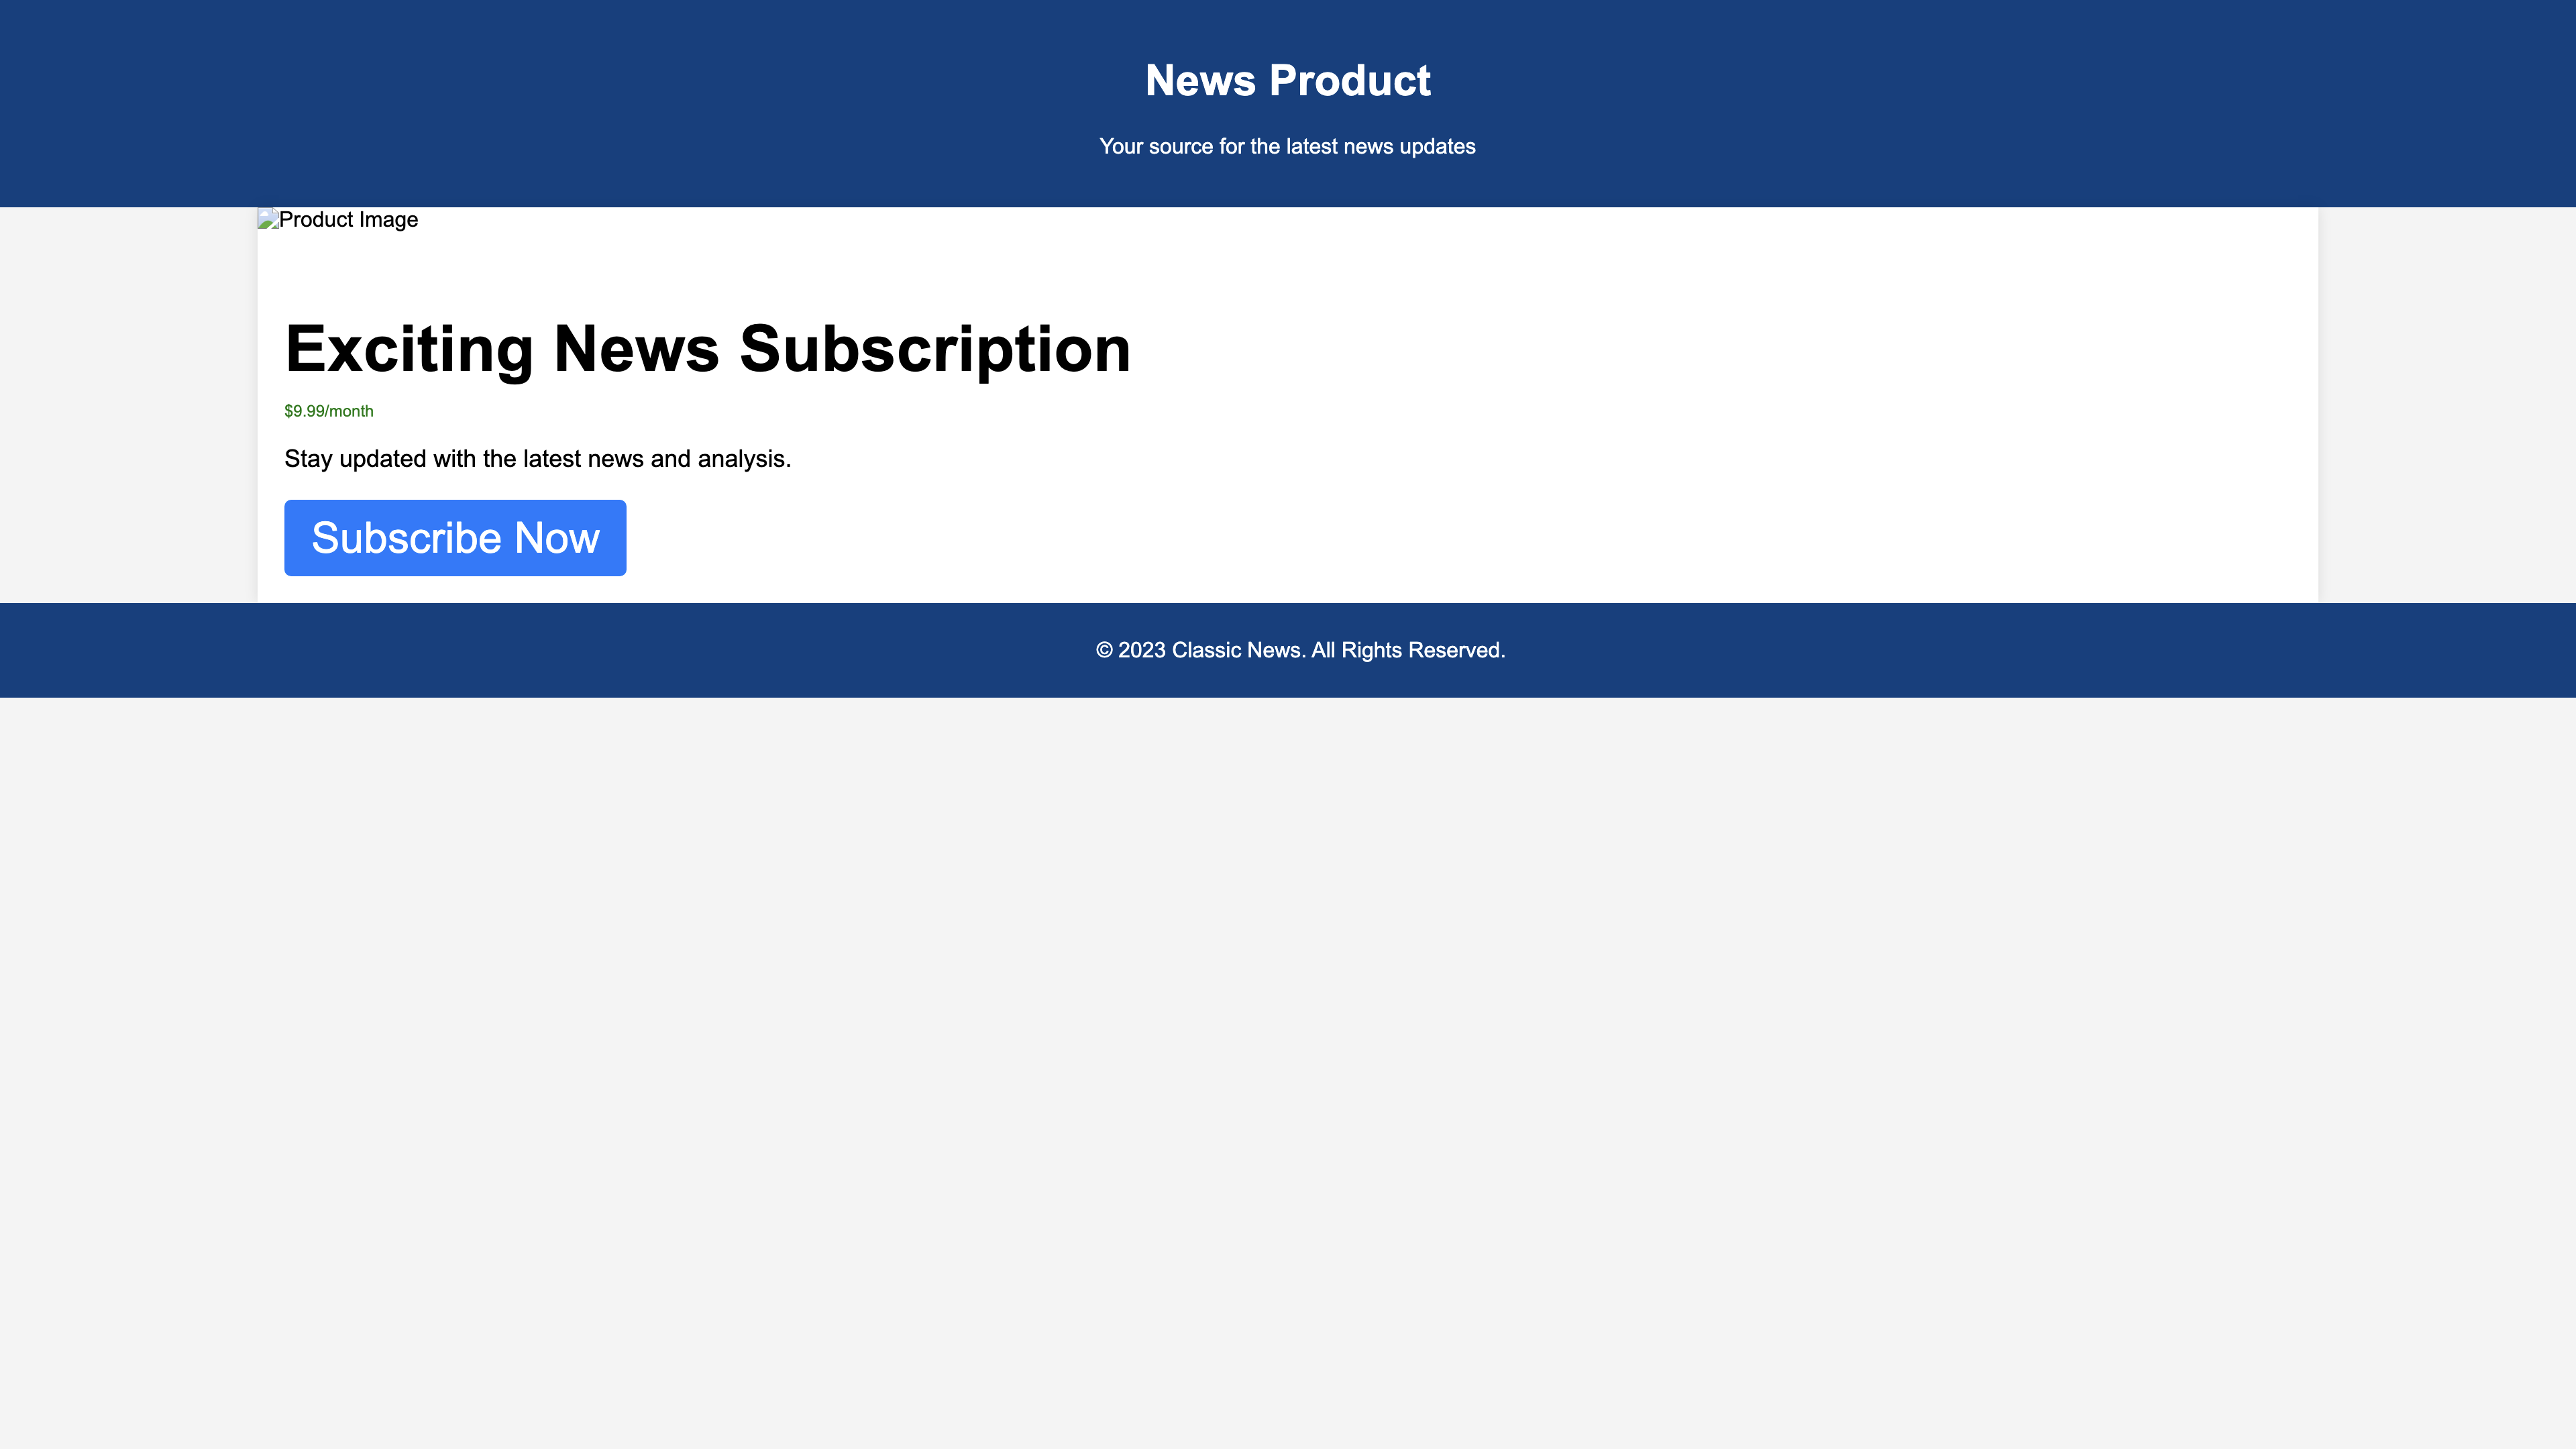 News Product
Your source for the latest news updates
Product Image
Exciting News Subscription
$9.99/month
Stay updated with the latest news and analysis.
Subscribe Now
© 2023 Classic News. All Rights Reserved.